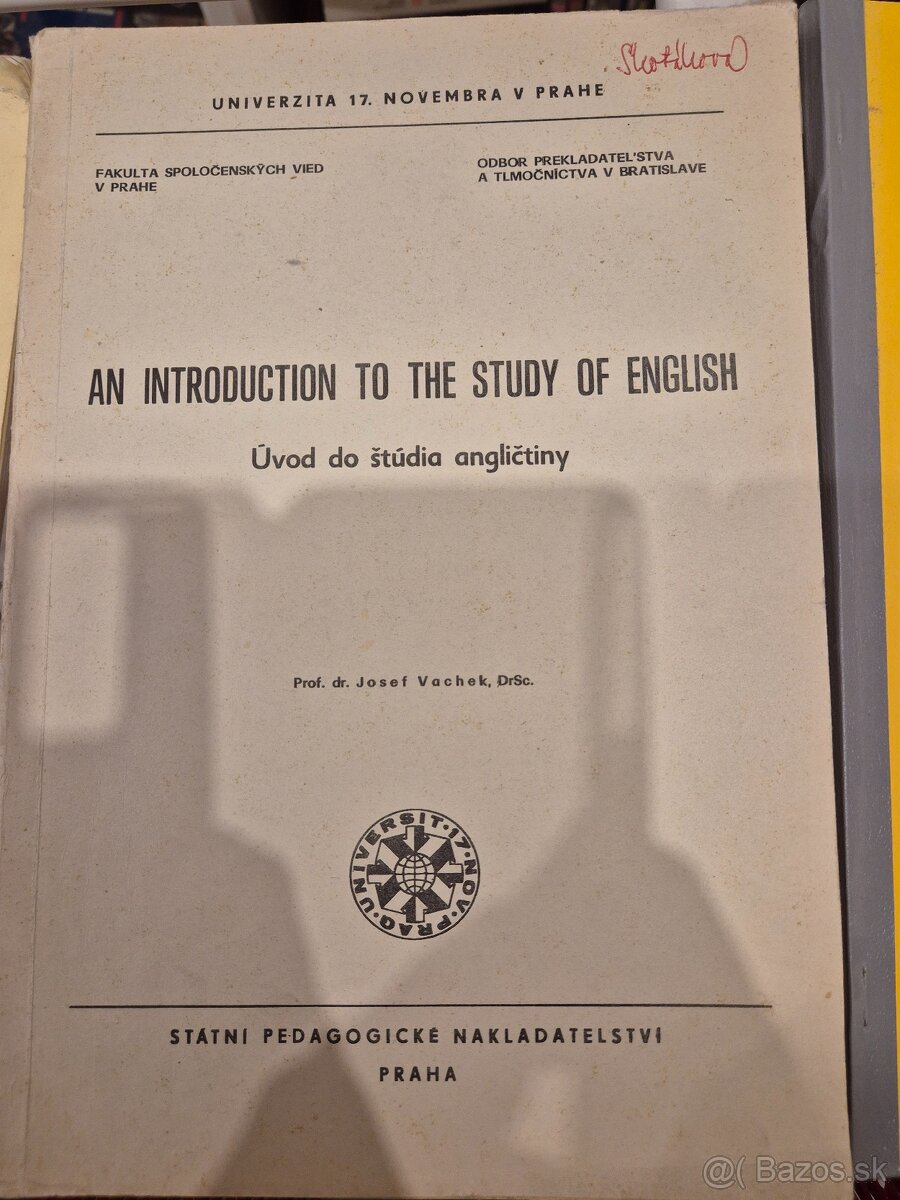 Skotáková
UNIVERZITA 17. NOVEMBRA V PRAHE
FAKULTA SPOLOČENSKÝCH VIED
V PRAHE
ODBOR PREKLADATEĽSTVA
A TLMOČNÍCTVA V BRATISLAVE
AN INTRODUCTION TO THE STUDY OF ENGLISH
Úvod do štúdia angličtiny
Prof. dr. Josef Vachek, DrSc.
UNIVERSIT·17·NOV·PRAG·
STÁTNÍ PEDAGOGICKÉ NAKLADATELSTVÍ
PRAHA
@( Bazos.sk